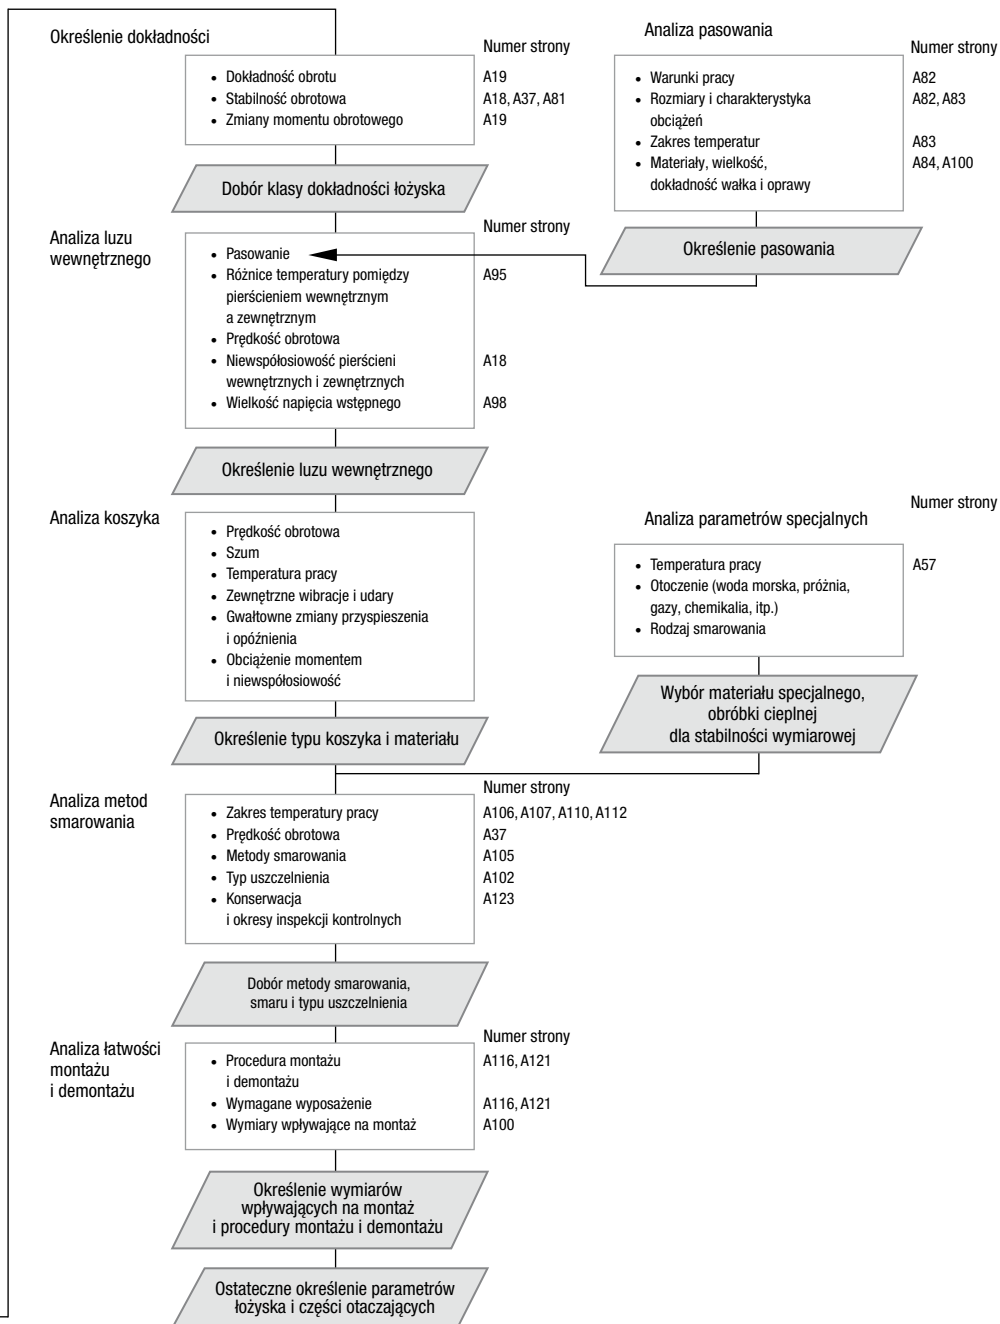 Określenie dokładności
Numer strony
• Dokładność obrotu A19
• Stabilność obrotowa A18, A37, A81
• Zmiany momentu obrotowego A19
Dobór klasy dokładności łożyska
Analiza pasowania
Numer strony
• Warunki pracy A82
• Rozmiary i charakterystyka A82, A83
obciążeń
• Zakres temperatur A83
• Materiały, wielkość, A84, A100
dokładność wałka i oprawy
Określenie pasowania
Analiza luzu
wewnętrznego
Numer strony
• Pasowanie
• Różnice temperatury pomiędzy A95
pierścieniem wewnętrznym
a zewnętrznym
• Prędkość obrotowa
• Niewspółosiowość pierścieni A18
wewnętrznych i zewnętrznych
• Wielkość napięcia wstępnego A98
Określenie luzu wewnętrznego
Analiza koszyka
• Prędkość obrotowa
• Szum
• Temperatura pracy
• Zewnętrzne wibracje i udary
• Gwałtowne zmiany przyspieszenia
i opóźnienia
• Obciążenie momentem
i niewspółosiowość
Określenie typu koszyka i materiału
Analiza parametrów specjalnych
Numer strony
• Temperatura pracy A57
• Otoczenie (woda morska, próżnia,
gazy, chemikalia, itp.)
• Rodzaj smarowania
Wybór materiału specjalnego,
obróbki cieplnej
dla stabilności wymiarowej
Analiza metod
smarowania
Numer strony
• Zakres temperatury pracy A106, A107, A110, A112
• Prędkość obrotowa A37
• Metody smarowania A105
• Typ uszczelnienia A102
• Konserwacja A123
i okresy inspekcji kontrolnych
Dobór metody smarowania,
smaru i typu uszczelnienia
Analiza łatwości
montażu
i demontażu
Numer strony
• Procedura montażu A116, A121
i demontażu
• Wymagane wyposażenie A116, A121
• Wymiary wpływające na montaż A100
Określenie wymiarów
wpływających na montaż
i procedury montażu i demontażu
Ostateczne określenie parametrów
łożyska i części otaczających